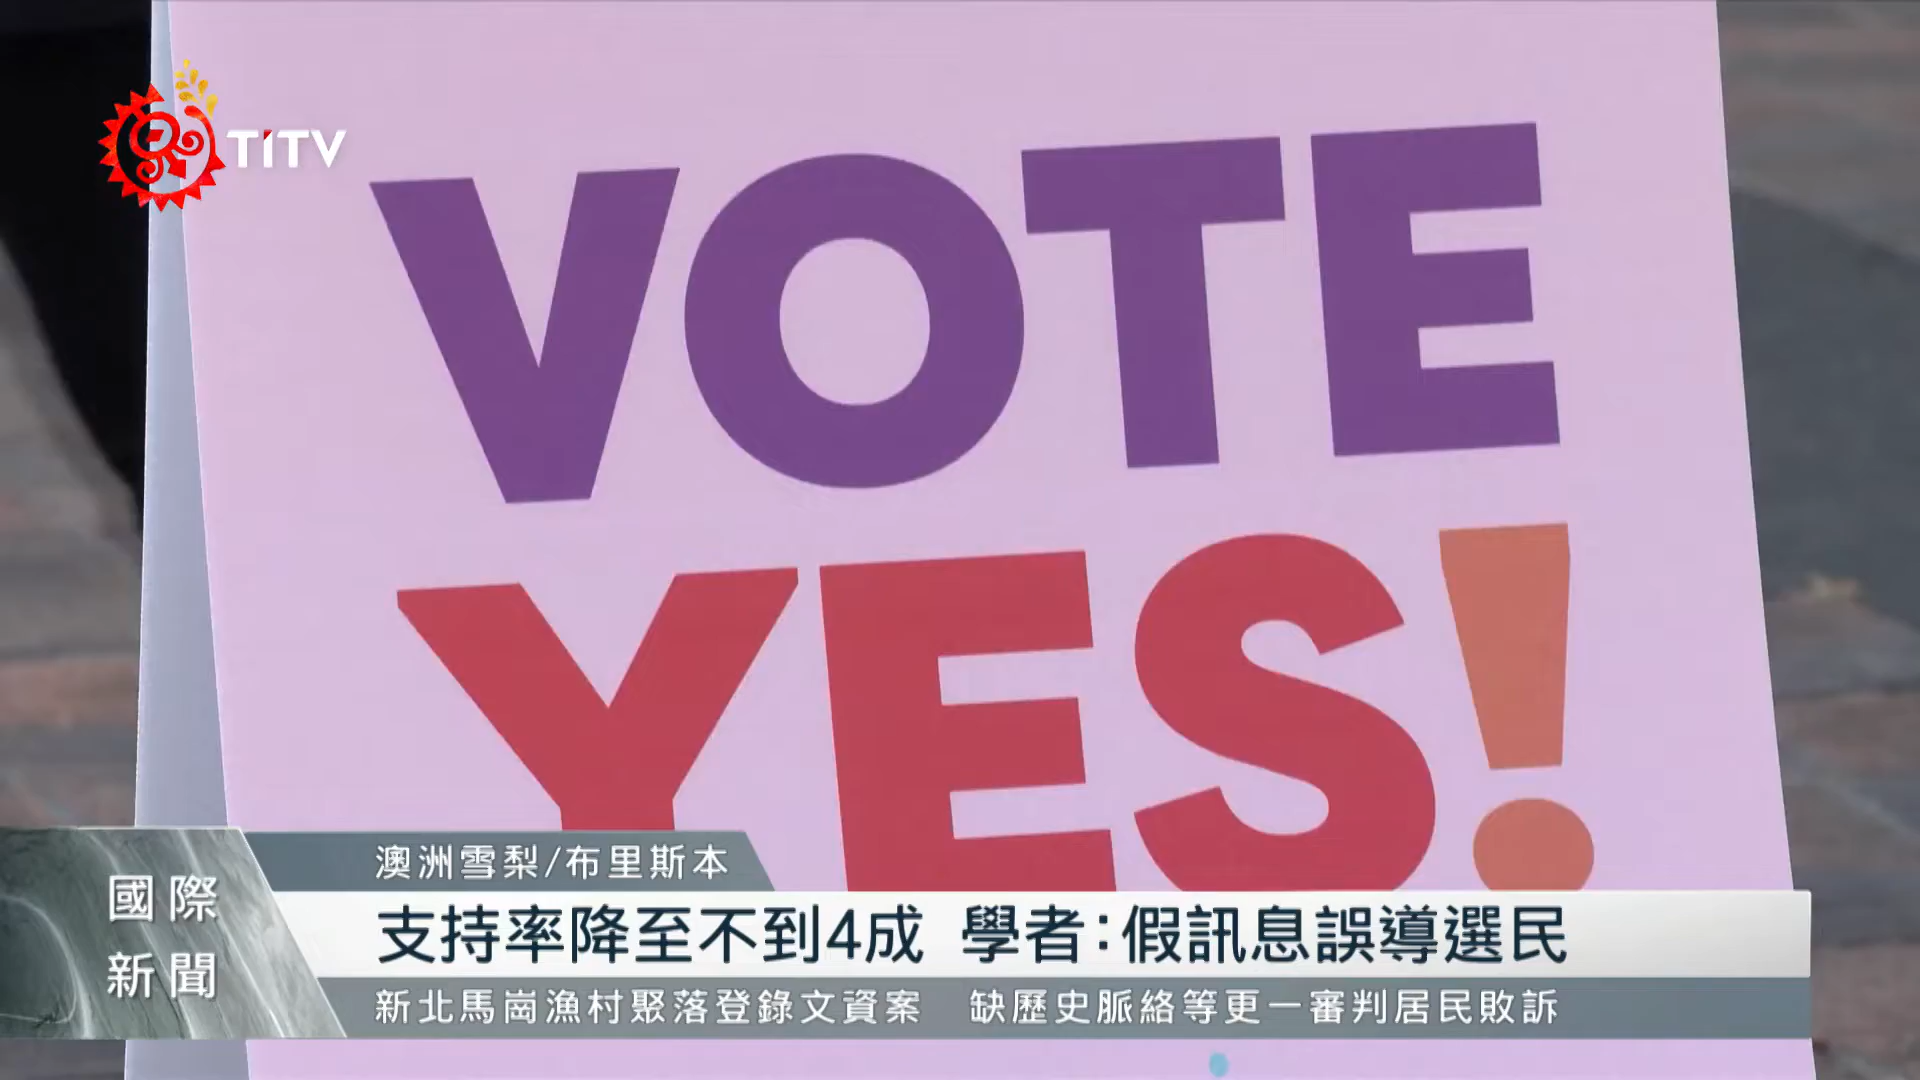 TITV
VOTE
YES!
澳洲雪梨/布里斯本
國際
新聞
支持率降至不到4成 學者:假訊息誤導選民
新北馬崗漁村聚落登錄文資案 缺歷史脈絡等更一審判居民敗訴